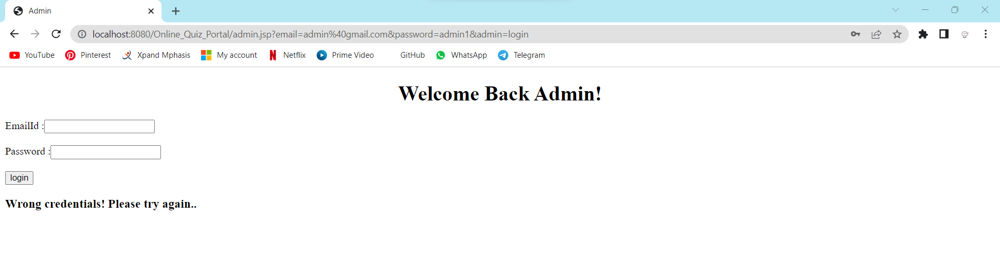 Admin
localhost:8080/Online_Quiz_Portal/admin.jsp?email=admin%40gmail.com&password=admin1&admin=login
YouTube Pinterest Xpand Mphasis My account Netflix Prime Video GitHub WhatsApp Telegram
Welcome Back Admin!
EmailId :
Password :
login
Wrong credentials! Please try again..